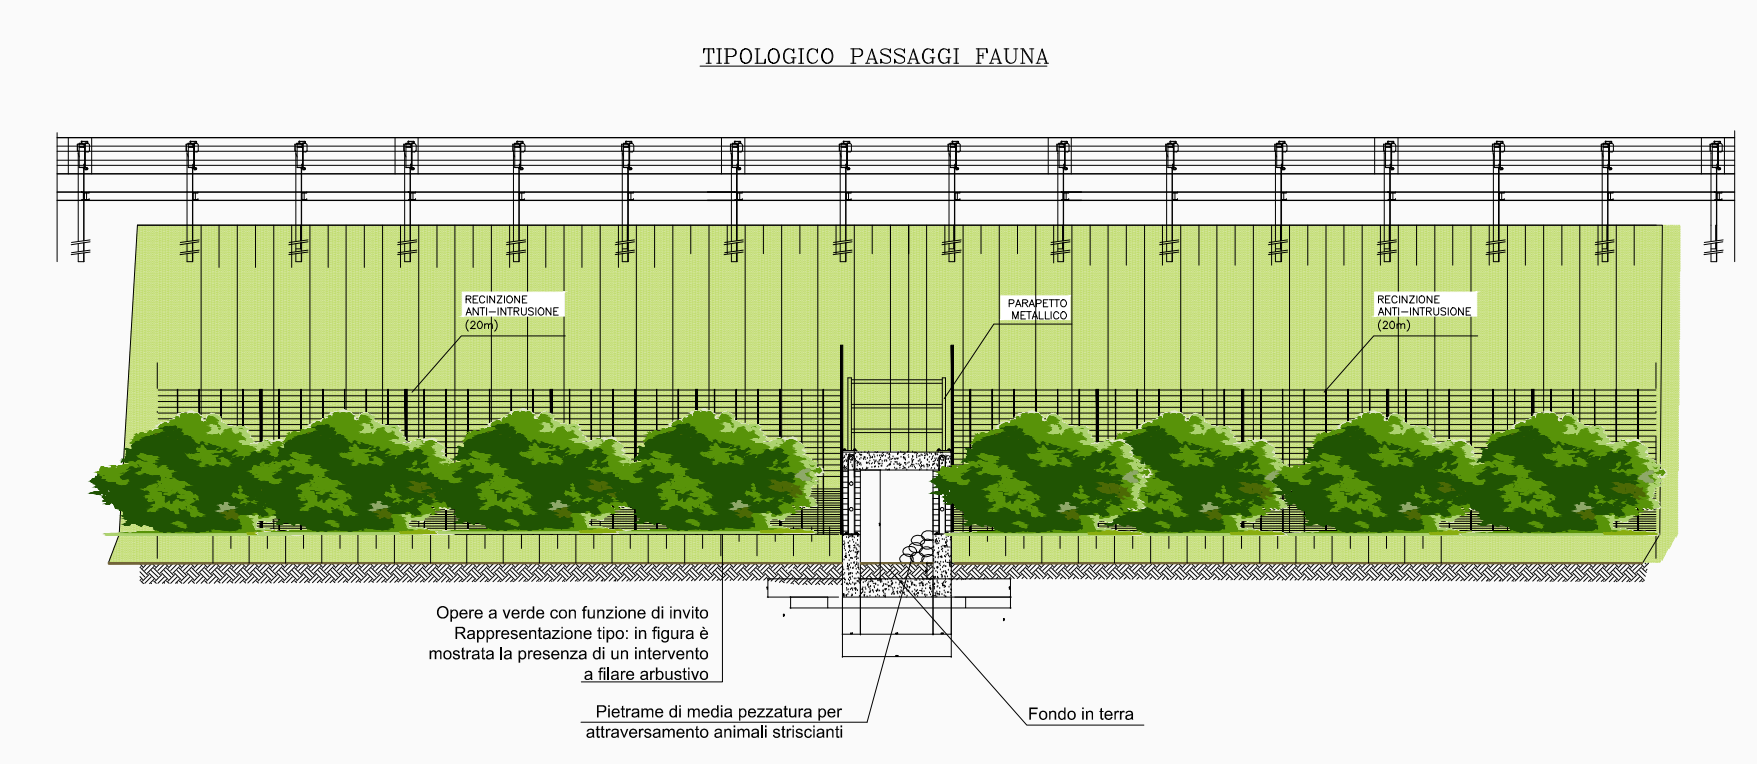 TIPOLOGICO PASSAGGI FAUNA
RECINZIONE
ANTI-INTRUSIONE
(20m)
PARAPETTO
METALLICO
RECINZIONE
ANTI-INTRUSIONE
(20m)
Opere a verde con funzione di invito
Rappresentazione tipo: in figura è
mostrata la presenza di un intervento
a filare arbustivo
Pietrame di media pezzatura per
attraversamento animali striscianti
Fondo in terra